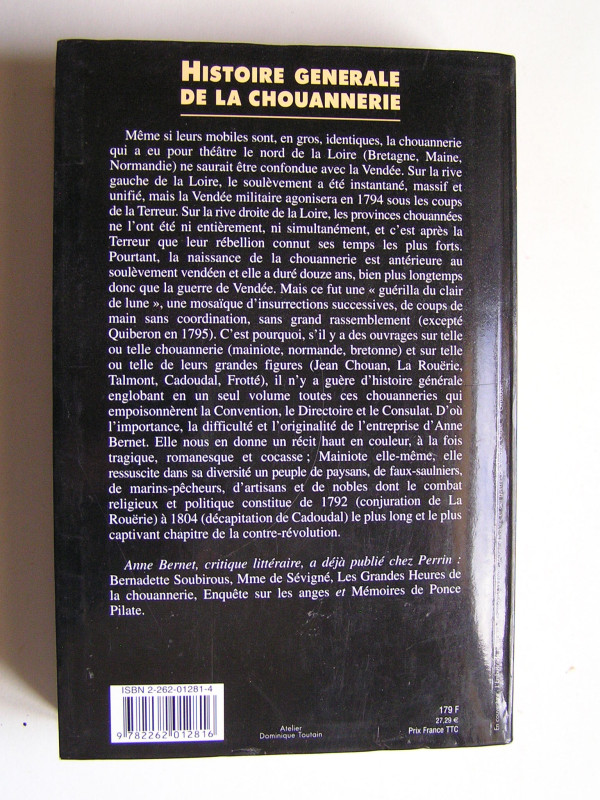 HISTOIRE GENERALE
DE LA CHOUANNERIE
Même si leurs mobiles sont, en gros, identiques, la chouannerie
qui a eu pour théâtre le nord de la Loire (Bretagne, Maine,
Normandie) ne saurait être confondue avec la Vendée. Sur la rive
gauche de la Loire, le soulèvement a été instantané, massif et
unifié, mais la Vendée militaire agonisera en 1794 sous les coups
de la Terreur. Sur la rive droite de la Loire, les provinces chouannées
ne l'ont été ni entièrement, ni simultanément, et c'est après la
Terreur que leur rébellion connut ses temps les plus forts.
Pourtant, la naissance de la chouannerie est antérieure au
soulèvement vendéen et elle a duré douze ans, bien plus longtemps
donc que la guerre de Vendée. Mais ce fut une « guérilla du clair
de lune », une mosaïque d'insurrections successives, de coups de
main sans coordination, sans grand rassemblement (excepté
Quiberon en 1795). C'est pourquoi, s'il y a des ouvrages sur telle
ou telle chouannerie (mainiote, normande, bretonne) et sur telle
ou telle de leurs grandes figures (Jean Chouan, La Rouërie,
Talmont, Cadoudal, Frotté), il n'y a guère d'histoire générale
englobant en un seul volume toutes ces chouanneries qui
empoisonnèrent la Convention, le Directoire et le Consulat. D'où
l'importance, la difficulté et l'originalité de l'entreprise d'Anne
Bernet. Elle nous en donne un récit haut en couleur, à la fois
tragique, romanesque et cocasse ; Mainiote elle-même, elle
ressuscite dans sa diversité un peuple de paysans, de faux-saulniers,
de marins-pêcheurs, d'artisans et de nobles dont le combat
religieux et politique constitue de 1792 (conjuration de La
Rouërie) à 1804 (décapitation de Cadoudal) le plus long et le plus
captivant chapitre de la contre-révolution.
Anne Bernet, critique littéraire, a déjà publié chez Perrin :
Bernadette Soubirous, Mme de Sévigné, Les Grandes Heures de
la chouannerie, Enquête sur les anges et Mémoires de Ponce
Pilate.
ISBN 2-262-01281-4
9 782262 012816
Atelier
Dominique Toutain
179 F
27,29 €
Prix France TTC